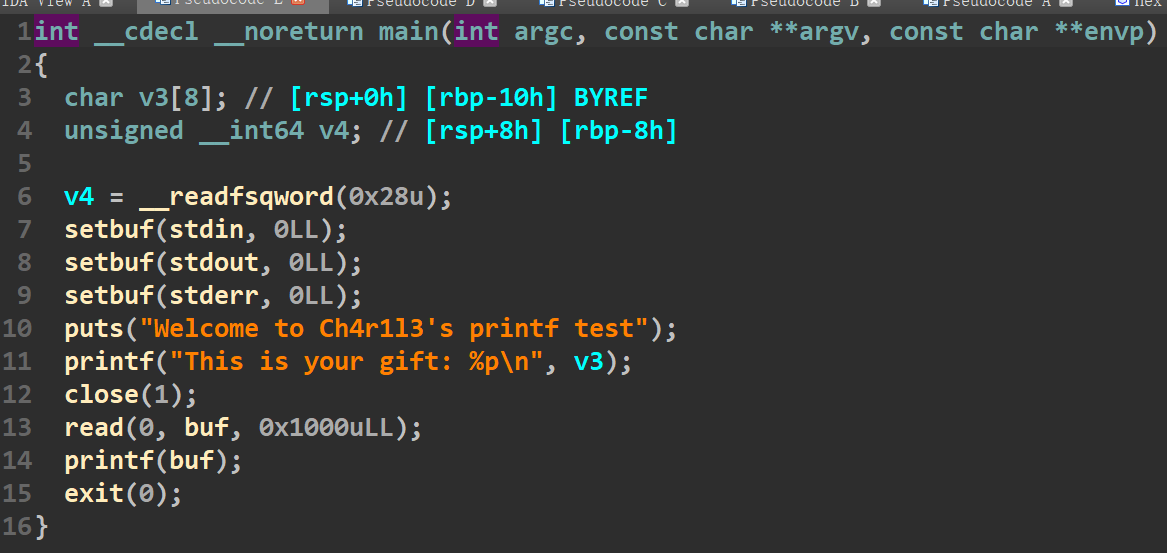 IDA View A Pseudocode E Pseudocode D Pseudocode C Pseudocode B Pseudocode A Hex
1 int __cdecl __noreturn main(int argc, const char **argv, const char **envp)
2 {
3   char v3[8]; // [rsp+0h] [rbp-10h] BYREF
4   unsigned __int64 v4; // [rsp+8h] [rbp-8h]
5
6   v4 = __readfsqword(0x28u);
7   setbuf(stdin, 0LL);
8   setbuf(stdout, 0LL);
9   setbuf(stderr, 0LL);
10   puts("Welcome to Ch4r1l3's printf test");
11   printf("This is your gift: %p\n", v3);
12   close(1);
13   read(0, buf, 0x1000uLL);
14   printf(buf);
15   exit(0);
16 }